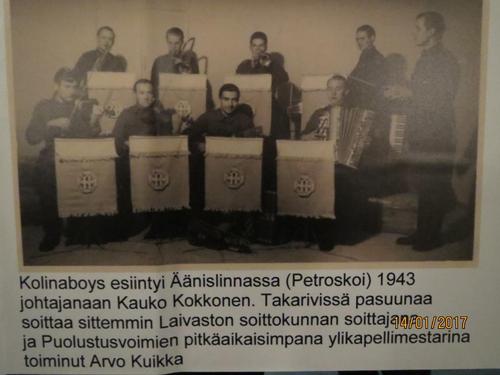 Kolinaboys esiintyi Äänislinnassa (Petroskoi) 1943
johtajanaan Kauko Kokkonen. Takarivissä pasuunaa
soittaa sittemmin Laivaston soittokunnan soittajana
ja Puolustusvoimien pitkäaikaisimpana ylikapellimestarina
toiminut Arvo Kuikka
14/01/2017